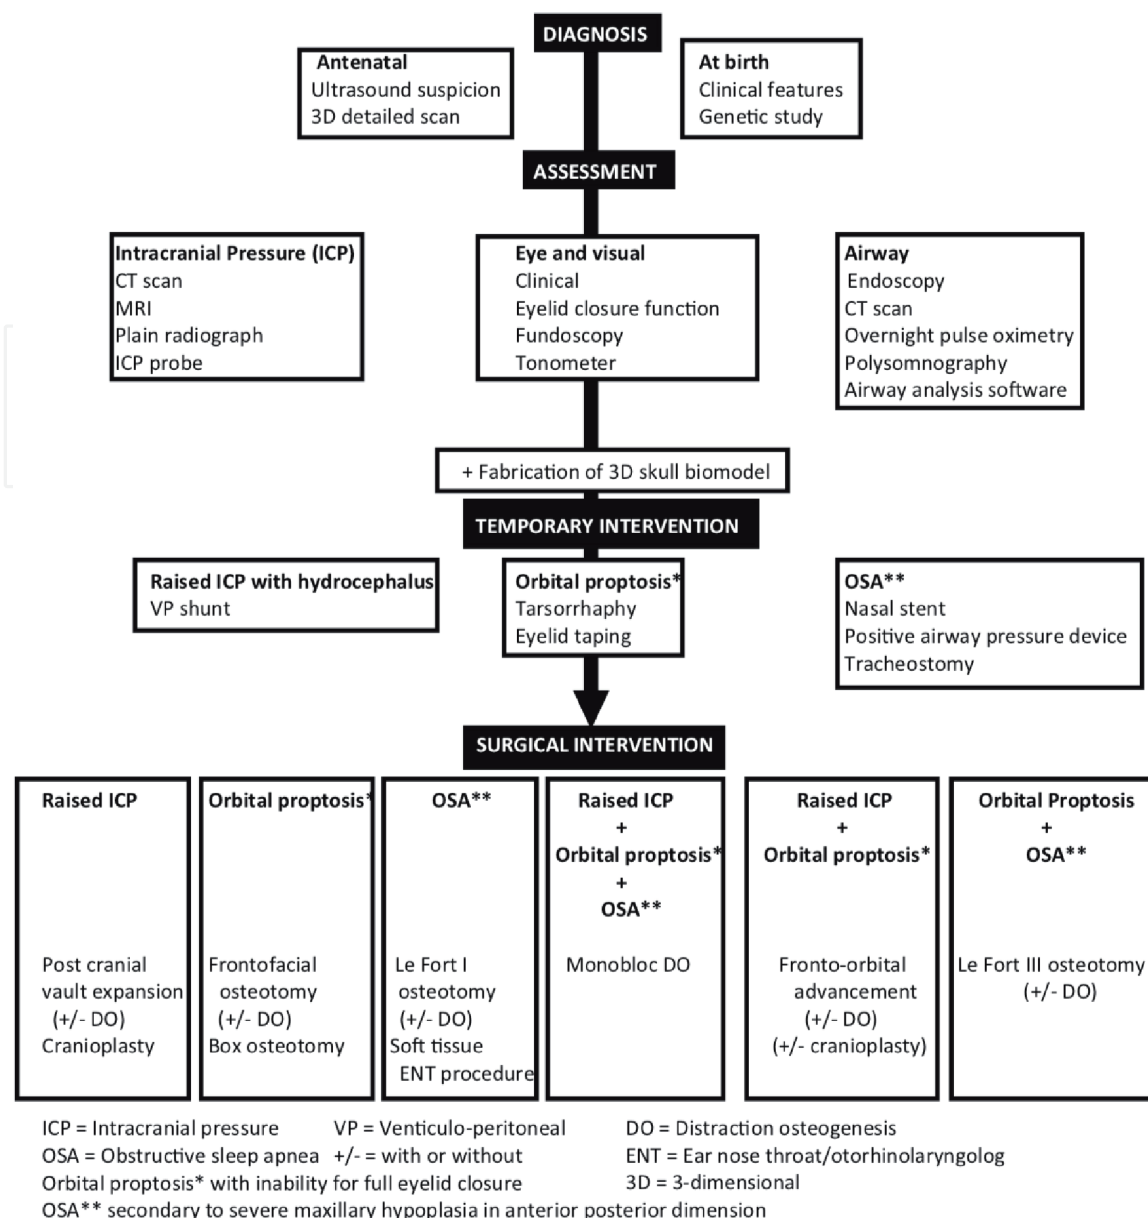 DIAGNOSIS
Antenatal
Ultrasound suspicion
3D detailed scan
At birth
Clinical features
Genetic study
ASSESSMENT
Intracranial Pressure (ICP)
CT scan
MRI
Plain radiograph
ICP probe
Eye and visual
Clinical
Eyelid closure function
Fundoscopy
Tonometer
Airway
Endoscopy
CT scan
Overnight pulse oximetry
Polysomnography
Airway analysis software
+ Fabrication of 3D skull biomodel
TEMPORARY INTERVENTION
Raised ICP with hydrocephalus
VP shunt
Orbital proptosis*
Tarsorrhaphy
Eyelid taping
OSA**
Nasal stent
Positive airway pressure device
Tracheostomy
SURGICAL INTERVENTION
Raised ICP
Post cranial
vault expansion
(+/- DO)
Cranioplasty
Orbital proptosis*
Frontofacial
osteotomy
(+/- DO)
Box osteotomy
OSA**
Le Fort I
osteotomy
(+/- DO)
Soft tissue
ENT procedure
Raised ICP
+
Orbital proptosis*
+
OSA**
Monobloc DO
Raised ICP
+
Orbital proptosis*
Fronto-orbital
advancement
(+/- DO)
(+/- cranioplasty)
Orbital Proptosis
+
OSA**
Le Fort III osteotomy
(+/- DO)
ICP = Intracranial pressure VP = Venticulo-peritoneal DO = Distraction osteogenesis
OSA = Obstructive sleep apnea +/- = with or without ENT = Ear nose throat/otorhinolaryngolog
Orbital proptosis* with inability for full eyelid closure 3D = 3-dimensional
OSA** secondary to severe maxillary hypoplasia in anterior posterior dimension